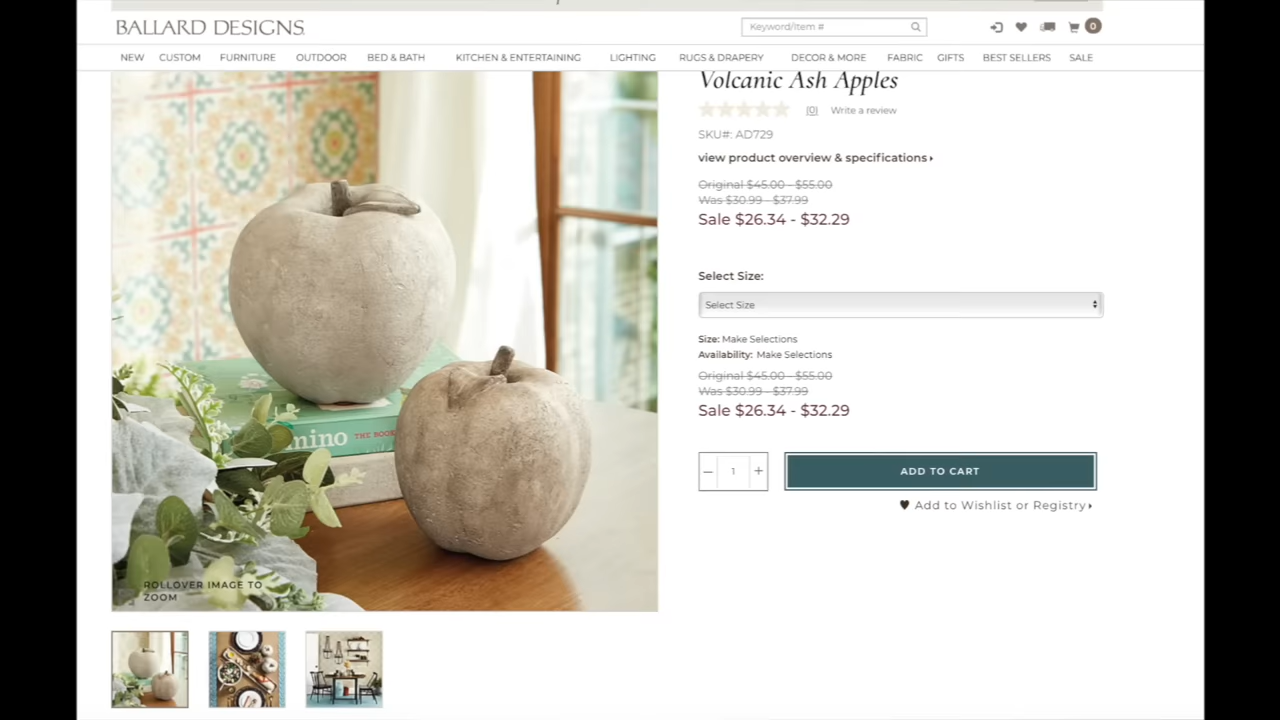 BALLARD DESIGNS
Keyword/Item #
0
NEW CUSTOM FURNITURE OUTDOOR BED & BATH KITCHEN & ENTERTAINING LIGHTING RUGS & DRAPERY DECOR & MORE FABRIC GIFTS BEST SELLERS SALE
Volcanic Ash Apples
(0) Write a review
SKU#: AD729
view product overview & specifications
Original $45.00 - $55.00
Was $30.99 - $37.99
Sale $26.34 - $32.29
Select Size:
Select Size
Size: Make Selections
Availability: Make Selections
Original $45.00 - $55.00
Was $30.99 - $37.99
Sale $26.34 - $32.29
– 1 +
ADD TO CART
Add to Wishlist or Registry
mino THE BOOK
ROLLOVER IMAGE TO
ZOOM